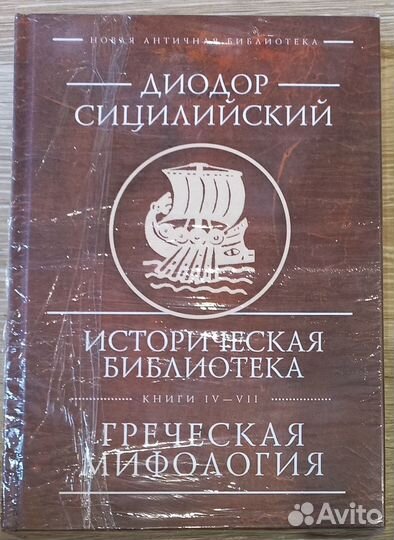 НОВАЯ АНТИЧНАЯ БИБЛИОТЕКА
ДИОДОР
СИЦИЛИЙСКИЙ
ИСТОРИЧЕСКАЯ
БИБЛИОТЕКА
КНИГИ IV—VII
ГРЕЧЕСКАЯ
МИФОЛОГИЯ
Avito